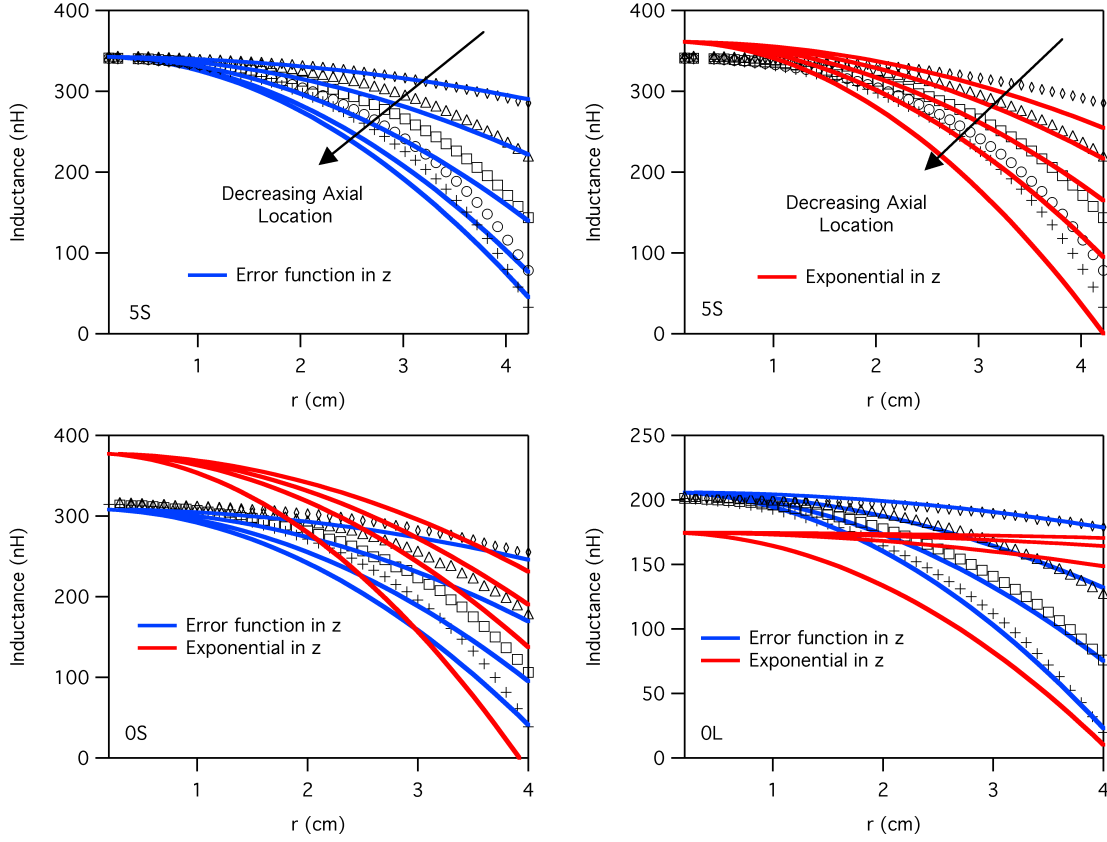 400
300
200
100
0
Inductance (nH)
Decreasing Axial
Location
Error function in z
5S
1
2
3
4
r (cm)
400
300
200
100
0
Inductance (nH)
Decreasing Axial
Location
Exponential in z
5S
1
2
3
4
r (cm)
400
300
200
100
0
Inductance (nH)
Error function in z
Exponential in z
0S
1
2
3
4
r (cm)
250
200
150
100
50
0
Inductance (nH)
Error function in z
Exponential in z
0L
1
2
3
4
r (cm)